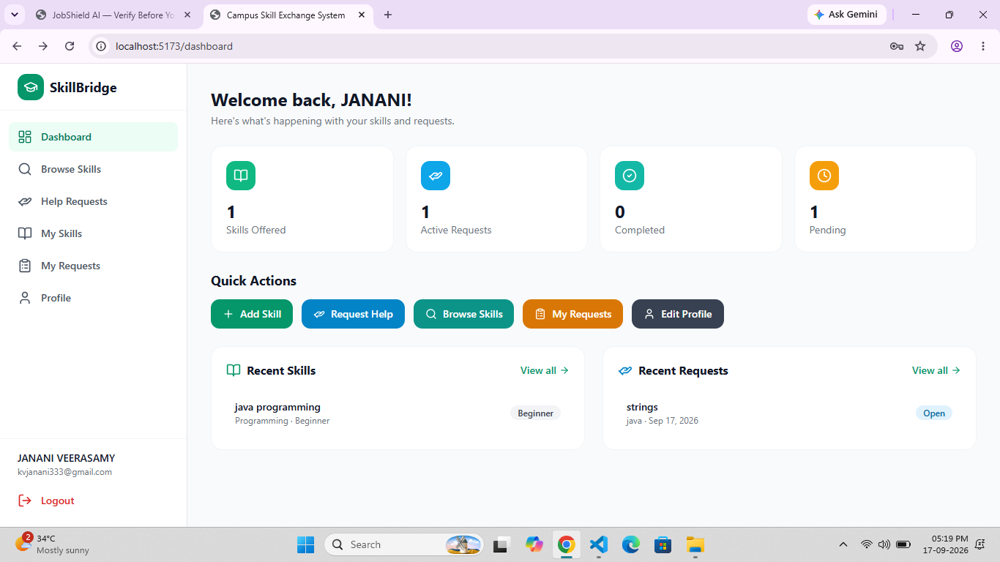 JobShield AI — Verify Before Yo
Campus Skill Exchange System
Ask Gemini
localhost:5173/dashboard
SkillBridge
Dashboard
Browse Skills
Help Requests
My Skills
My Requests
Profile
JANANI VEERASAMY
kvjanani333@gmail.com
Logout
Welcome back, JANANI!
Here's what's happening with your skills and requests.
1
Skills Offered
1
Active Requests
0
Completed
1
Pending
Quick Actions
Add Skill
Request Help
Browse Skills
My Requests
Edit Profile
Recent Skills
View all →
java programming
Programming · Beginner
Beginner
Recent Requests
View all →
strings
java · Sep 17, 2026
Open
2
34°C
Mostly sunny
Search
05:19 PM
17-09-2026